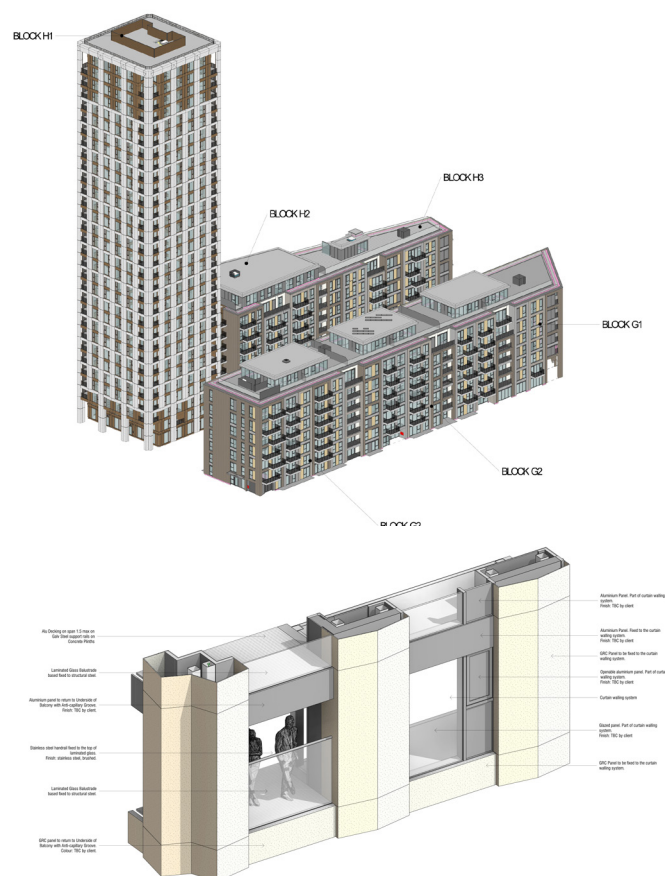 BLOCK H1
BLOCK H3
BLOCK H2
BLOCK G1
BLOCK G2
Alu Decking on span 1.5 max on
Galv Steel support rails on
Concrete Plinths.
Laminated Glass Balustrade
based fixed to structural steel.
Aluminium panel to return to Underside of
Balcony with Anti-capillary Groove.
Finish: TBC by client.
Stainless steel handrail fixed to the top of
laminated glass.
Finish: stainless steel, brushed.
Laminated Glass Balustrade
based fixed to structural steel.
GRC panel to return to Underside of
Balcony with Anti-capillary Groove.
Colour: TBC by client.
Aluminium Panel. Part of curtain walling
system.
Finish: TBC by client
Aluminium Panel. Fixed to the curtain
walling system.
Finish: TBC by client
GRC Panel to be fixed to the curtain
walling system.
Openable aluminium panel. Part of curtain
walling system.
Finish: TBC by client
Curtain walling system
Glazed panel. Part of curtain walling
system.
Finish: TBC by client
GRC Panel to be fixed to the curtain
walling system.